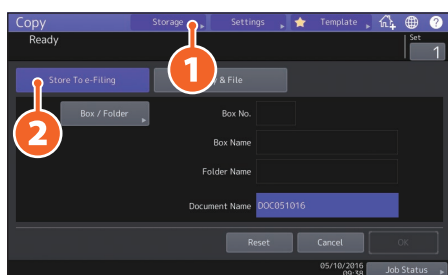 Copy Storage Settings Template
Ready Set
1
1
Store To e-Filing & File
2
Box / Folder Box No.
Box Name
Folder Name
Document Name DOC051016
Reset Cancel OK
05/10/2016
09:38 Job Status